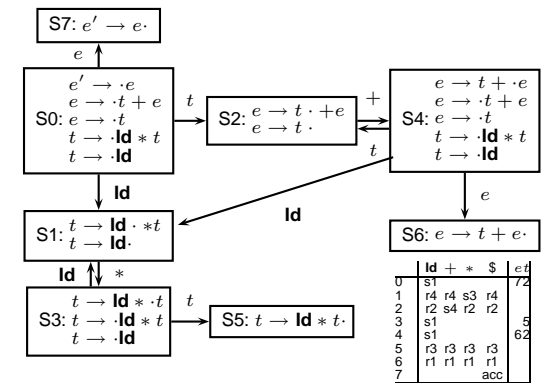 S7: e′ → e·
e
S0:
e′ → ·e
e → ·t + e
e → ·t
t → ·Id ∗ t
t → ·Id
t
S2:
e → t · +e
e → t ·
+
t
S4:
e → t + ·e
e → ·t + e
e → ·t
t → ·Id ∗ t
t → ·Id
Id
Id
e
S1:
t → Id · ∗t
t → Id·
S6: e → t + e·
Id
∗
S3:
t → Id ∗ ·t
t → ·Id ∗ t
t → ·Id
t
S5: t → Id ∗ t·
Id + ∗ $ e t
0 s1 7 2
1 r4 r4 s3 r4
2 r2 s4 r2 r2
3 s1 5
4 s1 6 2
5 r3 r3 r3 r3
6 r1 r1 r1 r1
7 acc